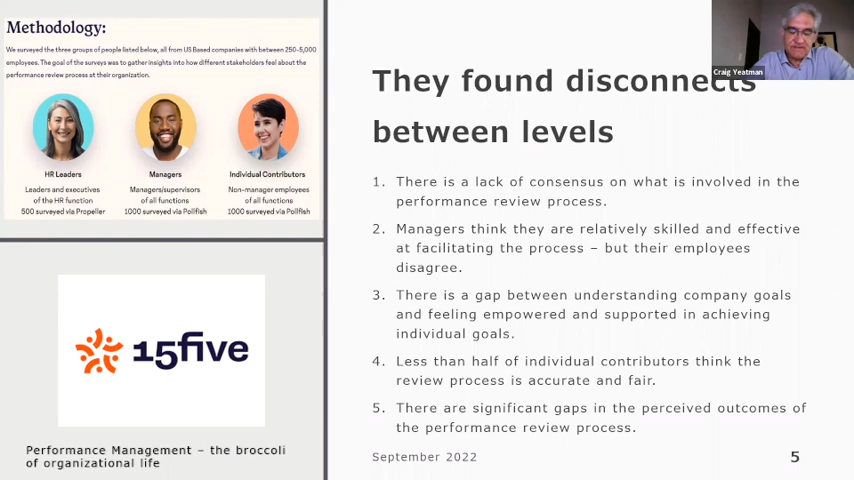 Methodology:
We surveyed the three groups of people listed below, all from US Based companies with between 250-5,000
employees. The goal of the surveys was to gather insights into how different stakeholders feel about the
performance review process at their organization.
HR Leaders
Leaders and executives
of the HR function
500 surveyed via Propeller
Managers
Managers/supervisors
of all functions
1000 surveyed via Pollfish
Individual Contributors
Non-manager employees
of all functions
1000 surveyed via Pollfish
15five
Performance Management – the broccoli
of organizational life
Craig Yeatman
They found disconnects
between levels
1. There is a lack of consensus on what is involved in the
performance review process.
2. Managers think they are relatively skilled and effective
at facilitating the process – but their employees
disagree.
3. There is a gap between understanding company goals
and feeling empowered and supported in achieving
individual goals.
4. Less than half of individual contributors think the
review process is accurate and fair.
5. There are significant gaps in the perceived outcomes of
the performance review process.
September 2022
5